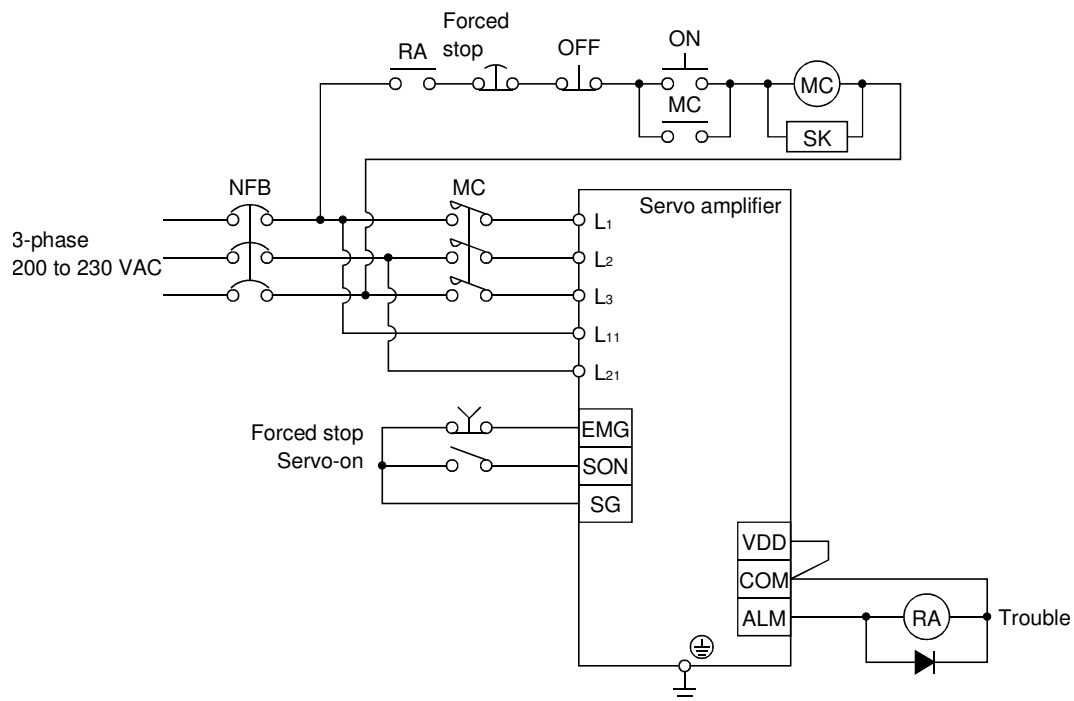 Forced
stop
RA
OFF
ON
MC
MC
SK
NFB
MC
Servo amplifier
3-phase
200 to 230 VAC
L1
L2
L3
L11
L21
Forced stop
Servo-on
EMG
SON
SG
VDD
COM
ALM
RA
Trouble